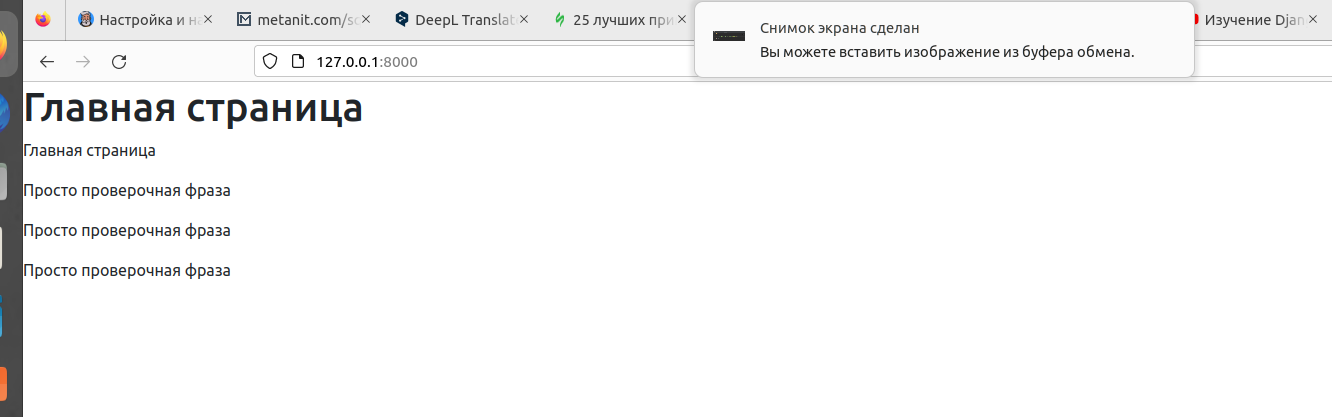 Настройка и на
metanit.com/so
DeepL Translat
25 лучших при
Изучение Djan
Снимок экрана сделан
Вы можете вставить изображение из буфера обмена.
127.0.0.1:8000
Главная страница
Главная страница
Просто проверочная фраза
Просто проверочная фраза
Просто проверочная фраза